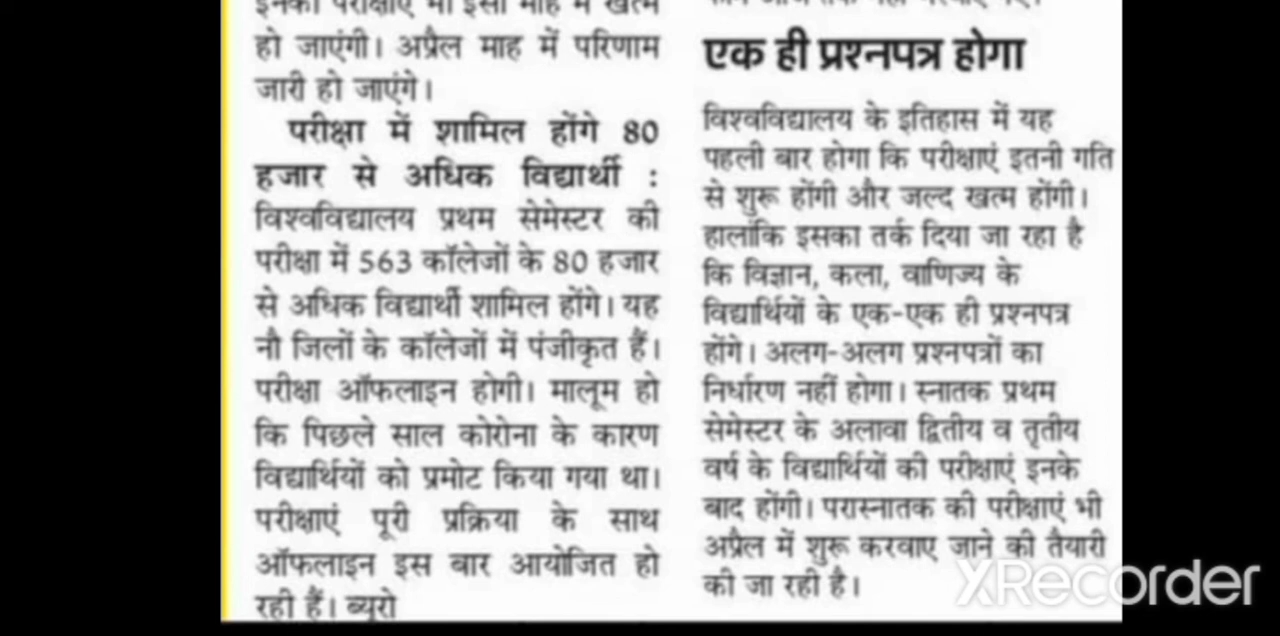 हो जाएंगी। अप्रैल माह में परिणाम
जारी हो जाएंगे।
परीक्षा में शामिल होंगे 80
हजार से अधिक विद्यार्थी :
विश्वविद्यालय प्रथम सेमेस्टर की
परीक्षा में 563 कॉलेजों के 80 हजार
से अधिक विद्यार्थी शामिल होंगे। यह
नौ जिलों के कॉलेजों में पंजीकृत हैं।
परीक्षा ऑफलाइन होगी। मालूम हो
कि पिछले साल कोरोना के कारण
विद्यार्थियों को प्रमोट किया गया था।
परीक्षाएं पूरी प्रक्रिया के साथ
ऑफलाइन इस बार आयोजित हो
रही हैं। ब्यूरो
एक ही प्रश्नपत्र होगा
विश्वविद्यालय के इतिहास में यह
पहली बार होगा कि परीक्षाएं इतनी गति
से शुरू होंगी और जल्द खत्म होंगी।
हालांकि इसका तर्क दिया जा रहा है
कि विज्ञान, कला, वाणिज्य के
विद्यार्थियों के एक-एक ही प्रश्नपत्र
होंगे। अलग-अलग प्रश्नपत्रों का
निर्धारण नहीं होगा। स्नातक प्रथम
सेमेस्टर के अलावा द्वितीय व तृतीय
वर्ष के विद्यार्थियों की परीक्षाएं इनके
बाद होंगी। परास्नातक की परीक्षाएं भी
अप्रैल में शुरू करवाए जाने की तैयारी
की जा रही है।
XRecorder